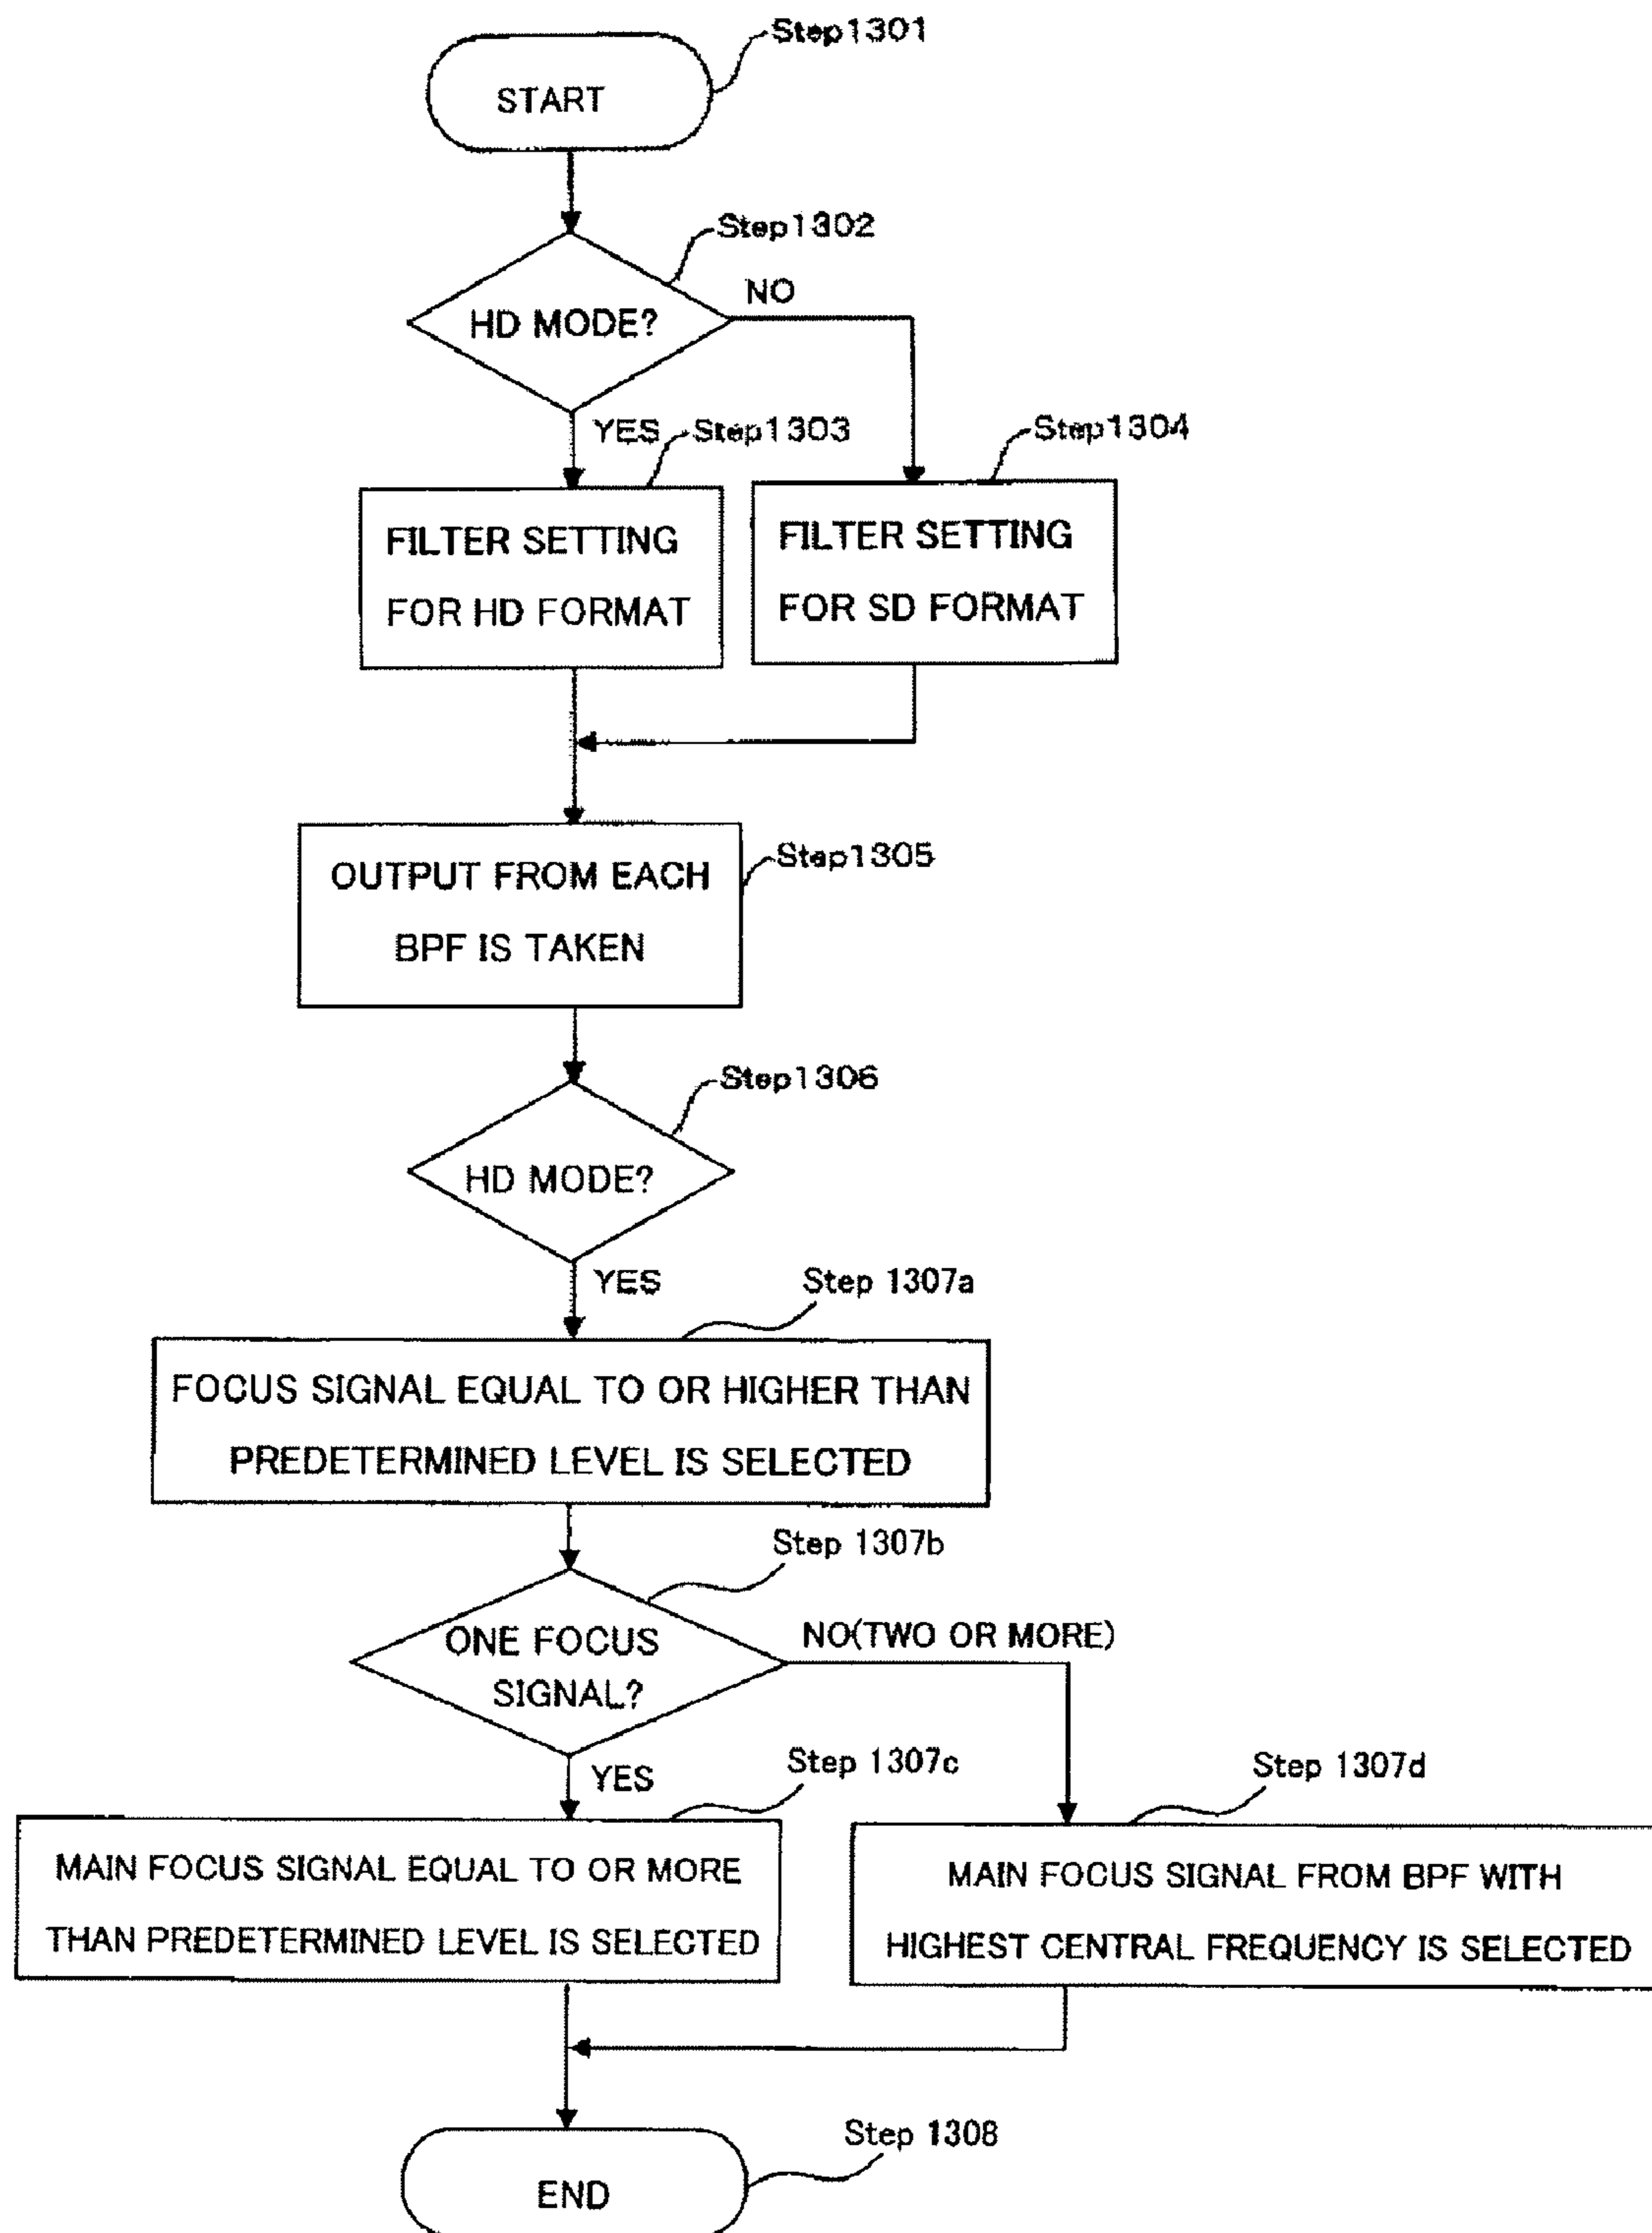 Step1301
START
Step1302
HD MODE?
NO
YES
Step1303
Step1304
FILTER SETTING
FOR HD FORMAT
FILTER SETTING
FOR SD FORMAT
Step1305
OUTPUT FROM EACH
BPF IS TAKEN
Step1306
HD MODE?
YES
Step 1307a
FOCUS SIGNAL EQUAL TO OR HIGHER THAN
PREDETERMINED LEVEL IS SELECTED
Step 1307b
ONE FOCUS
SIGNAL?
NO(TWO OR MORE)
YES
Step 1307c
Step 1307d
MAIN FOCUS SIGNAL EQUAL TO OR MORE
THAN PREDETERMINED LEVEL IS SELECTED
MAIN FOCUS SIGNAL FROM BPF WITH
HIGHEST CENTRAL FREQUENCY IS SELECTED
Step 1308
END